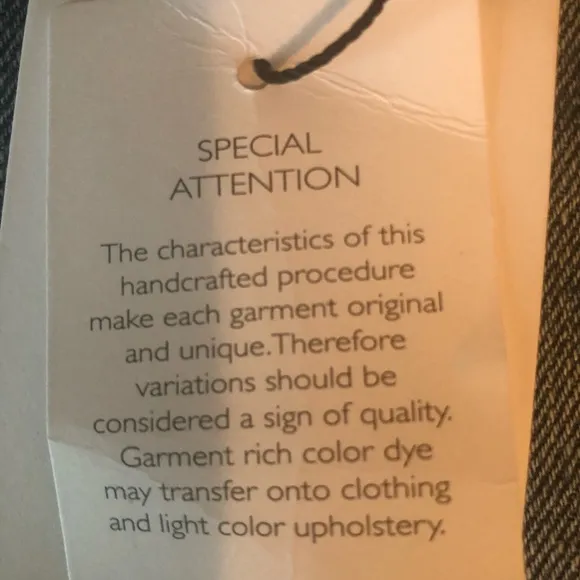 SPECIAL
ATTENTION
The characteristics of this
handcrafted procedure
make each garment original
and unique.Therefore
variations should be
considered a sign of quality.
Garment rich color dye
may transfer onto clothing
and light color upholstery.